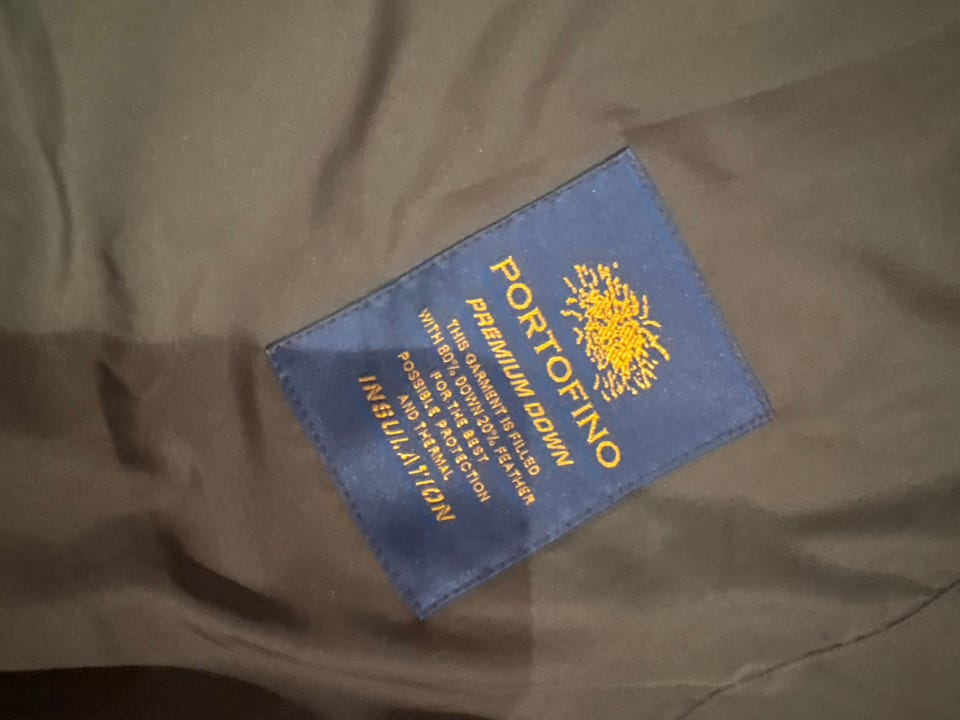 PORTOFINO
PREMIUM DOWN
THIS GARMENT IS FILLED
WITH 80% DOWN 20% FEATHER
FOR THE BEST
POSSIBLE PROTECTION
AND THERMAL
INSULATION